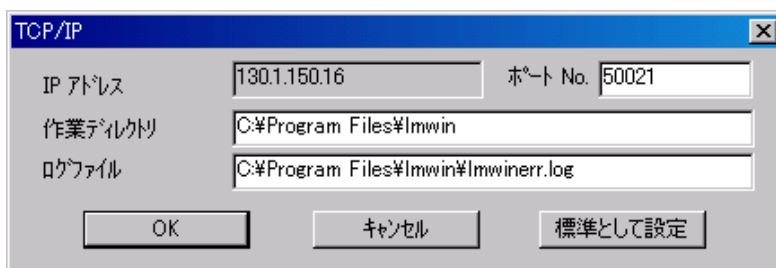 TCP/IP
IP ｱﾄﾞﾚｽ 130.1.150.16 ﾎﾟｰﾄ No. 50021
作業ﾃﾞｨﾚｸﾄﾘ C:¥Program Files¥lmwin
ﾛｸﾞﾌｧｲﾙ C:¥Program Files¥lmwin¥lmwinerr.log
OK ｷｬﾝｾﾙ 標準として設定